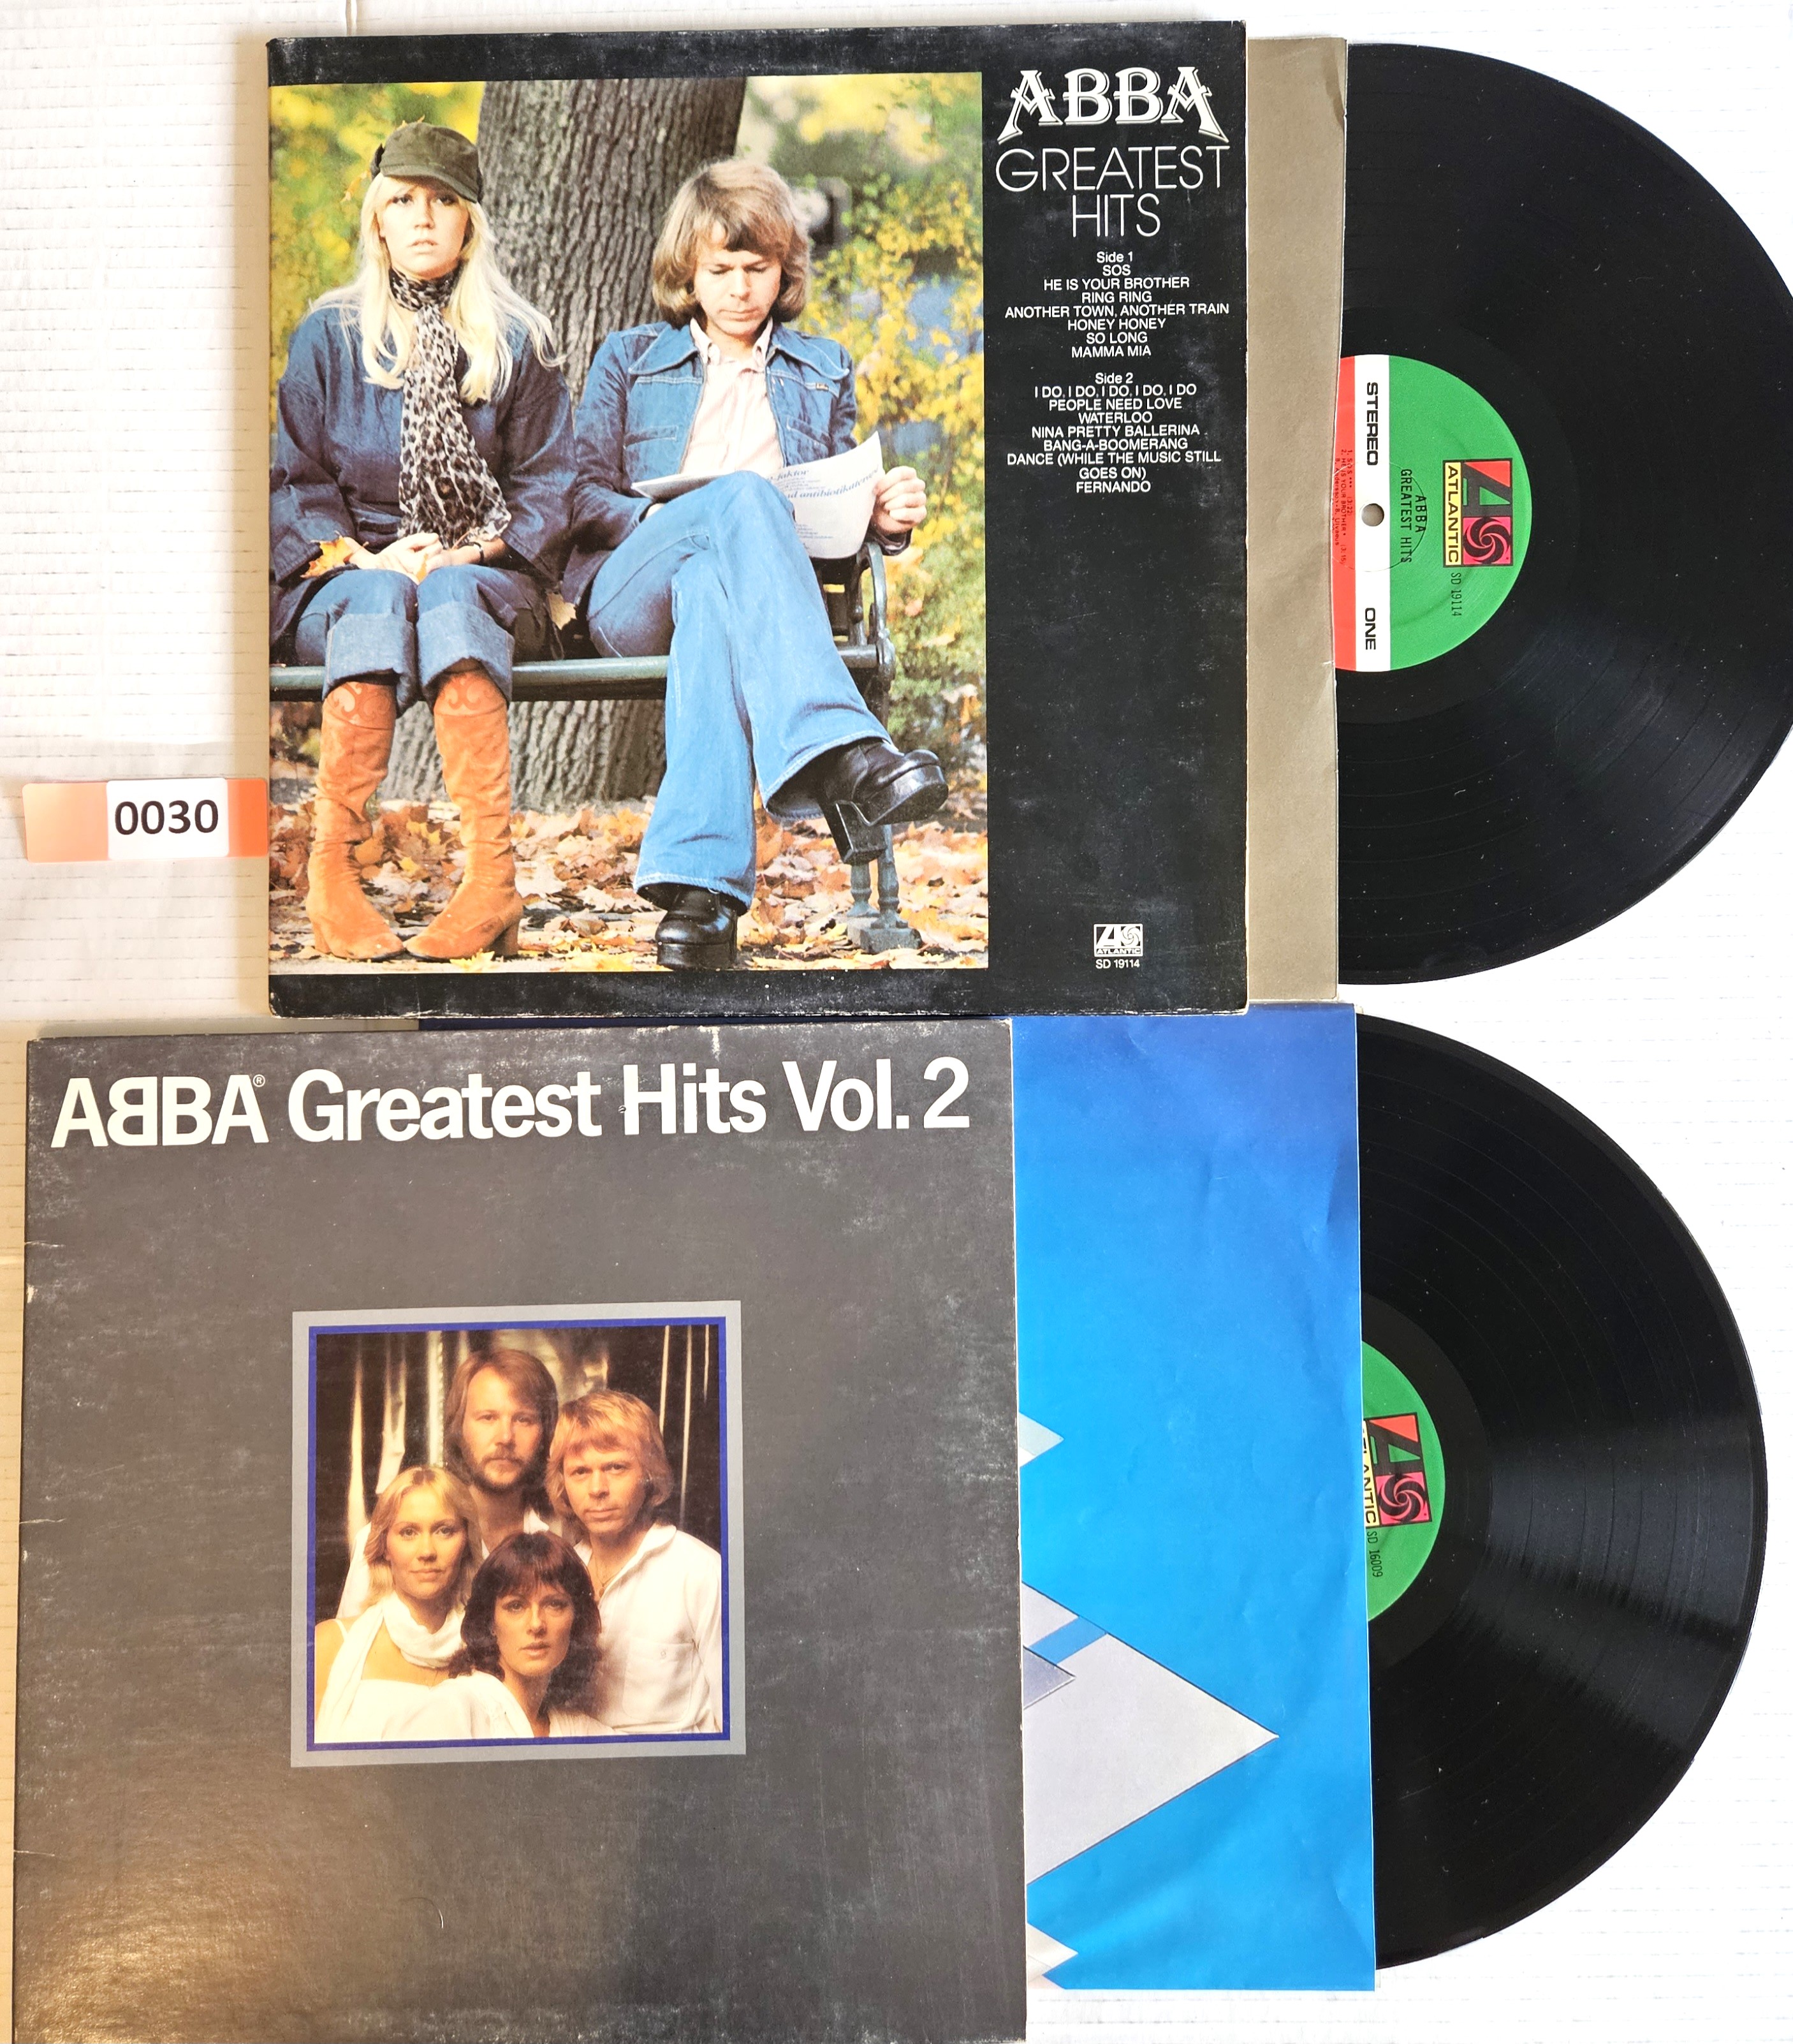 ABBA
GREATEST
HITS
Side 1
SOS
HE IS YOUR BROTHER
RING RING
ANOTHER TOWN, ANOTHER TRAIN
HONEY HONEY
SO LONG
MAMMA MIA
Side 2
I DO, I DO, I DO, I DO, I DO
PEOPLE NEED LOVE
WATERLOO
NINA PRETTY BALLERINA
BANG-A-BOOMERANG
DANCE (WHILE THE MUSIC STILL
GOES ON)
FERNANDO
ATLANTIC
SD 19114
STEREO
ONE
ABBA
GREATEST HITS
ATLANTIC
SD 19114
0030
ABBA® Greatest Hits Vol. 2
ATLANTIC
SD 16009